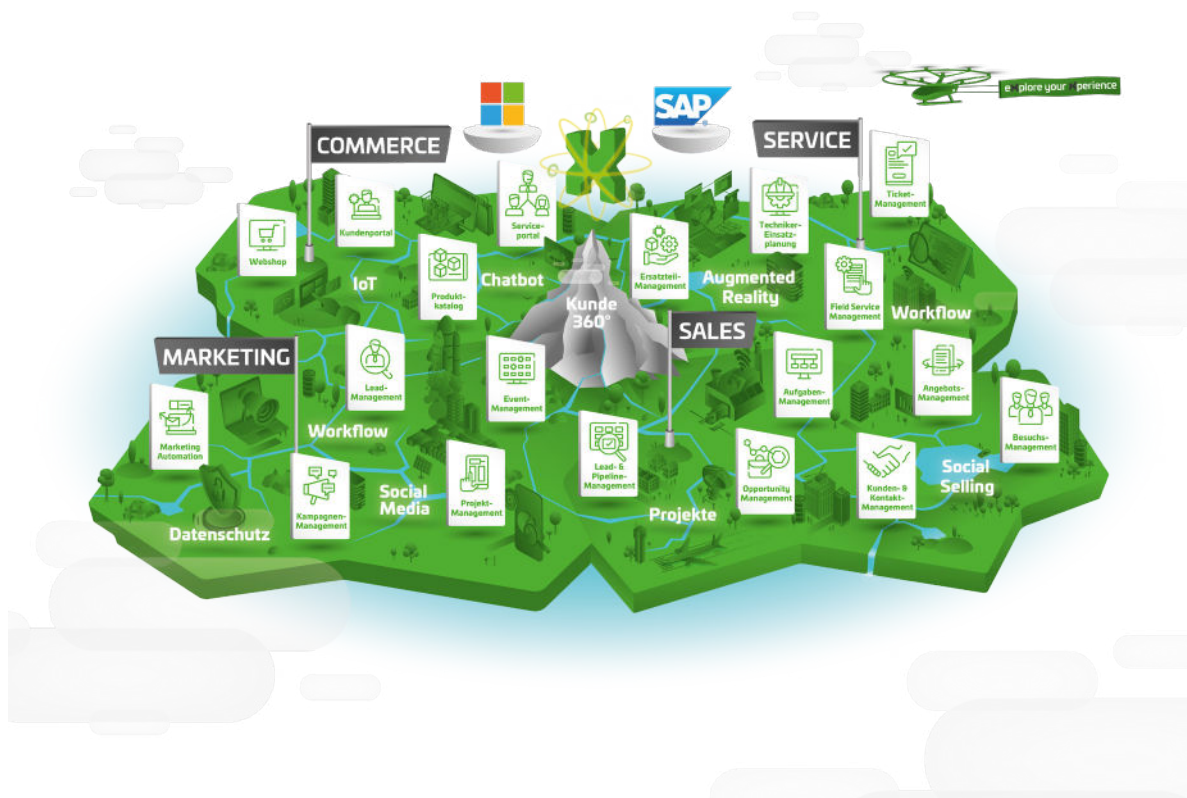 SAP
eXplore your Xperience
COMMERCE
SERVICE
X
Ticket-
Management
Kundenportal
Service-
portal
Techniker-
Einsatz-
planung
Webshop
Produkt-
katalog
Ersatzteil-
Management
Field Service
Management
IoT
Chatbot
Augmented
Reality
Workflow
Kunde
360°
SALES
MARKETING
Lead-
Management
Event-
Management
Aufgaben-
Management
Angebots-
Management
Marketing
Automation
Workflow
Besuchs-
Management
Kampagnen-
Management
Social
Media
Projekt-
Management
Lead- &
Pipeline-
Management
Opportunity
Management
Kunden- &
Kontakt-
Management
Social
Selling
Datenschutz
Projekte